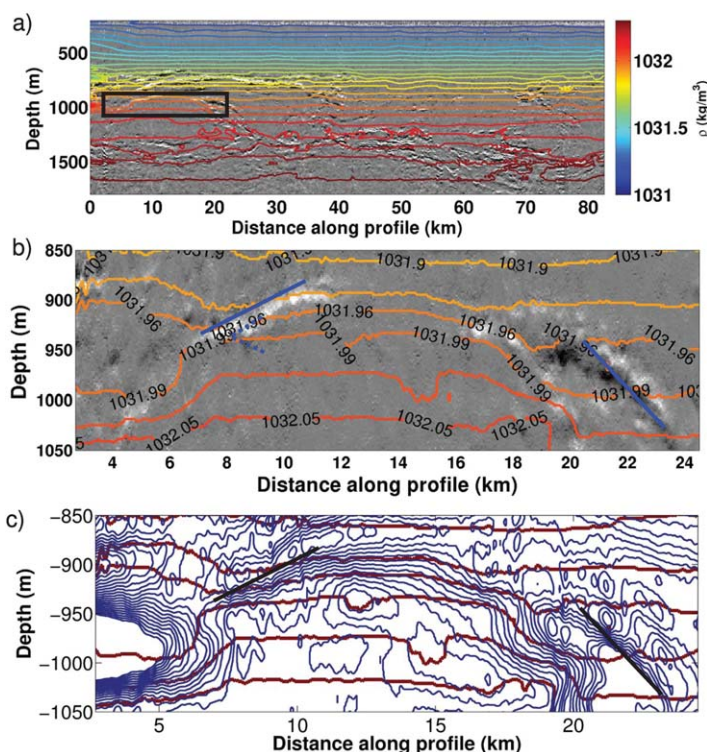 a)
500
1000
1500
Depth (m)
0 10 20 30 40 50 60 70 80
Distance along profile (km)
1032
1031.5
1031
ρ (kg/m³)
b)
850
900
950
1000
1050
Depth (m)
1031.9 1031.9 1031.9
1031.96 1031.96 1031.96 1031.96 1031.96
1031.99 1031.99 1031.99 1031.99 1031.99
1032.05 1032.05 1032.05
4 6 8 10 12 14 16 18 20 22 24
Distance along profile (km)
c)
−850
−900
−950
−1000
−1050
Depth (m)
5 10 15 20
Distance along profile (km)